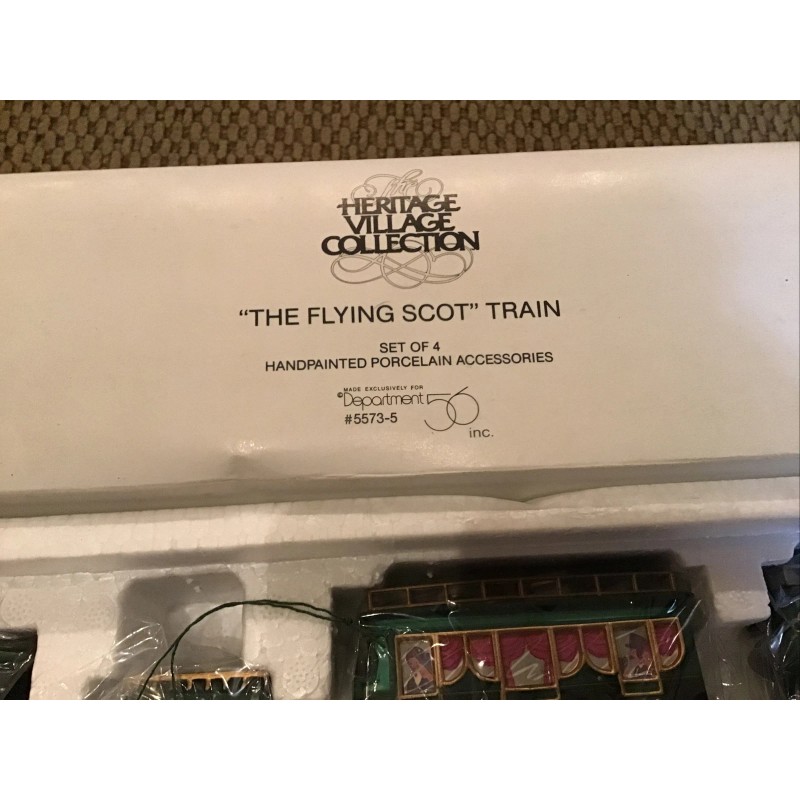 The
HERITAGE
VILLAGE
COLLECTION
“THE FLYING SCOT” TRAIN
SET OF 4
HANDPAINTED PORCELAIN ACCESSORIES
MADE EXCLUSIVELY FOR
©Department 56
#5573-5
inc.